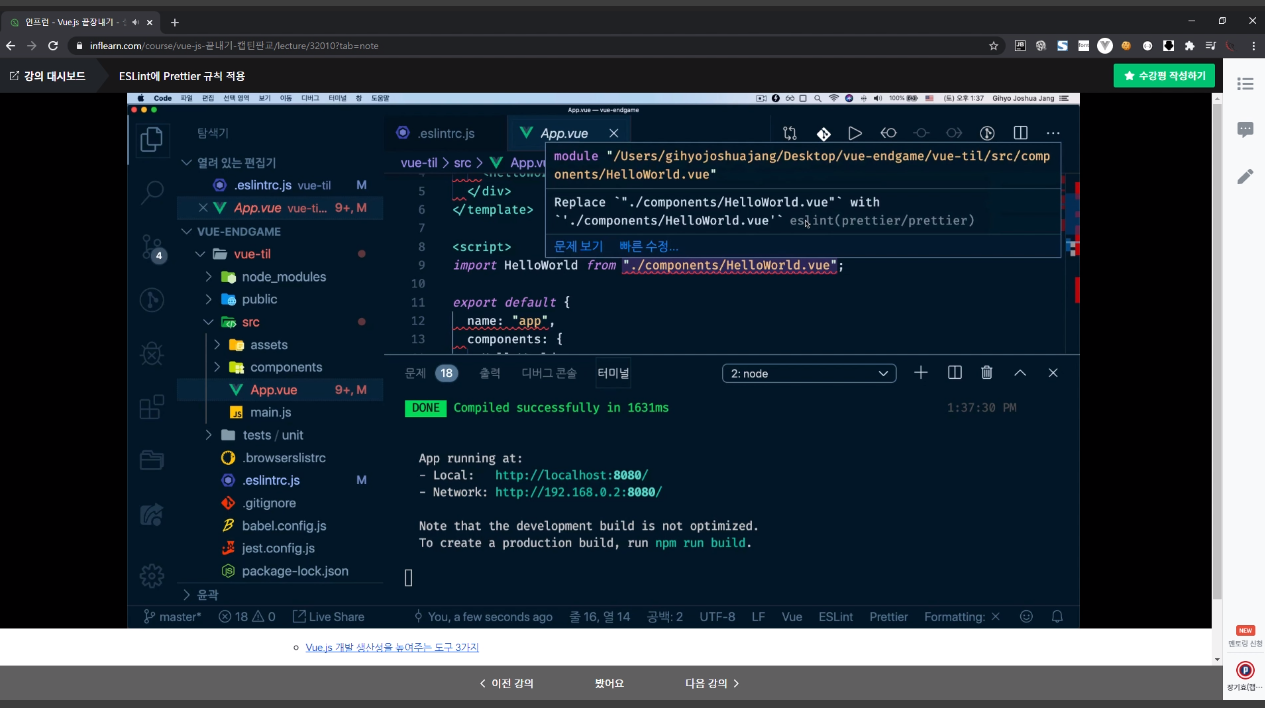 인프런 - Vue.js 끝장내기 -
inflearn.com/course/vue-js-끝내기-캡틴판교/lecture/32010?tab=note
강의 대시보드
ESLint에 Prettier 규칙 적용
수강평 작성하기
Code 파일 편집 선택 영역 보기 이동 디버그 터미널 창 도움말
100% (토) 오후 1:37 Gihyo Joshua Jang
App.vue — vue-endgame
탐색기
.eslintrc.js
App.vue
열려 있는 편집기
.eslintrc.js vue-til M
App.vue vue-ti... 9+, M
VUE-ENDGAME
vue-til
node_modules
public
src
assets
components
App.vue 9+, M
main.js
tests / unit
.browserslistrc
.eslintrc.js M
.gitignore
babel.config.js
jest.config.js
package-lock.json
윤곽
4
vue-til > src > App.v
module "/Users/gihyojoshuajang/Desktop/vue-endgame/vue-til/src/comp
onents/HelloWorld.vue"
Replace `"./components/HelloWorld.vue"` with
`'./components/HelloWorld.vue'` eslint(prettier/prettier)
문제 보기 빠른 수정...
5 </div>
6 </template>
7
8 <script>
9 import HelloWorld from "./components/HelloWorld.vue";
10
11 export default {
12 name: "app",
13 components: {
문제 18 출력 디버그 콘솔 터미널
2: node
DONE Compiled successfully in 1631ms 1:37:30 PM
App running at:
- Local: http://localhost:8080/
- Network: http://192.168.0.2:8080/
Note that the development build is not optimized.
To create a production build, run npm run build.
master* 18 0 Live Share You, a few seconds ago 줄 16, 열 14 공백: 2 UTF-8 LF Vue ESLint Prettier Formatting: ×
Vue.js 개발 생산성을 높여주는 도구 3가지
이전 강의
봤어요
다음 강의
NEW
멘토링 신청
장기효(캡...